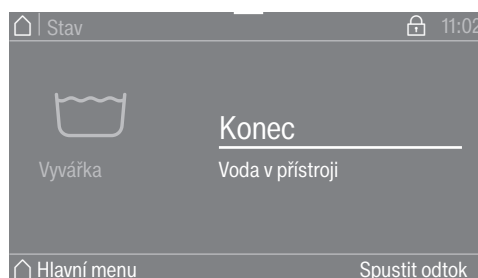 Stav 11:02
Konec
Vyvářka Voda v přístroji
Hlavní menu Spustit odtok